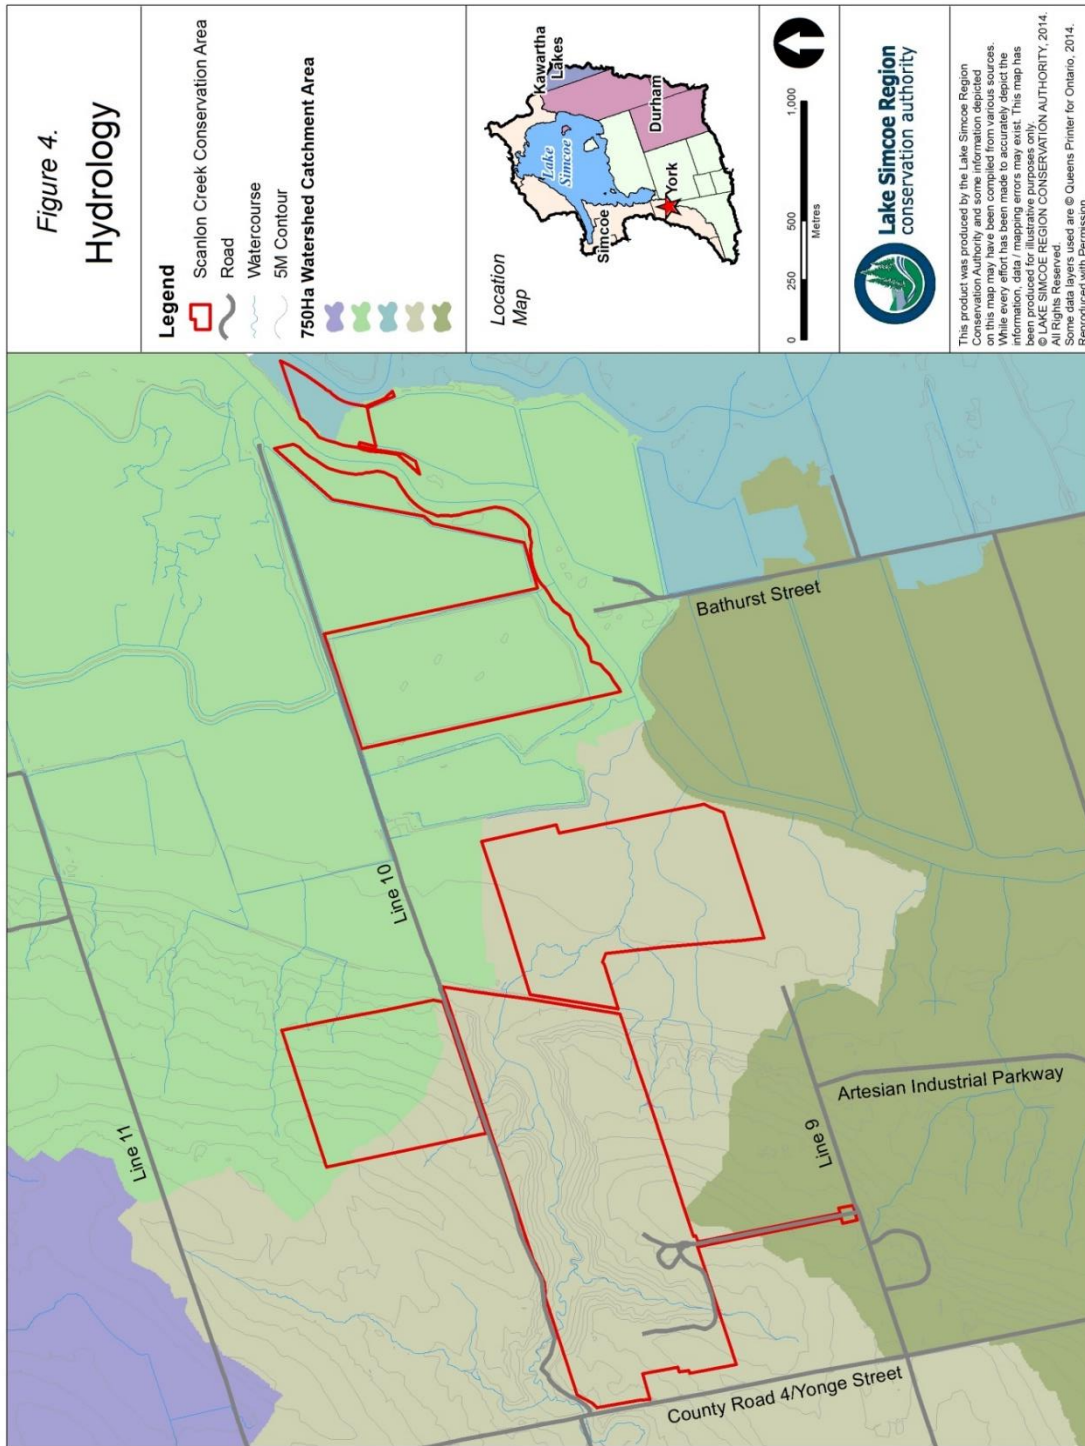 Figure 4.
Hydrology
Legend
Scanlon Creek Conservation Area
Road
Watercourse
5M Contour
750Ha Watershed Catchment Area
Location
Map
Kawartha
Lakes
Lake
Simcoe
Simcoe
Durham
York
0 250 500 1,000
Metres
Lake Simcoe Region
conservation authority
This product was produced by the Lake Simcoe Region
Conservation Authority and some information depicted
on this map may have been compiled from various sources.
While every effort has been made to accurately depict the
information, data / mapping errors may exist. This map has
been produced for illustrative purposes only.
© LAKE SIMCOE REGION CONSERVATION AUTHORITY, 2014.
All Rights Reserved.
Some data layers used are © Queens Printer for Ontario, 2014.
Reproduced with Permission
Line 11
Line 10
Bathurst Street
Line 9
Artesian Industrial Parkway
County Road 4/Yonge Street